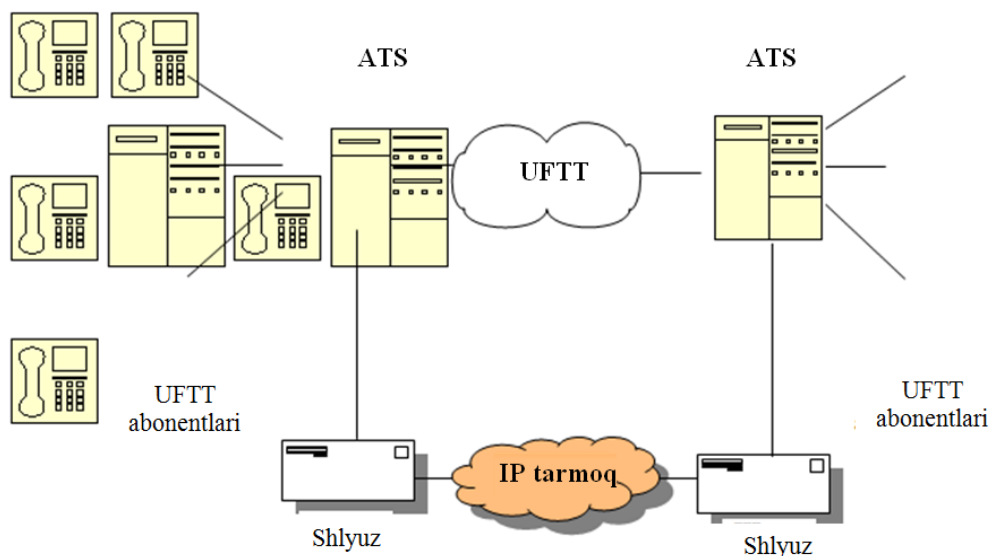 ATS
ATS
UFTT
UFTT
abonentlari
UFTT
abonentlari
IP tarmoq
Shlyuz
Shlyuz